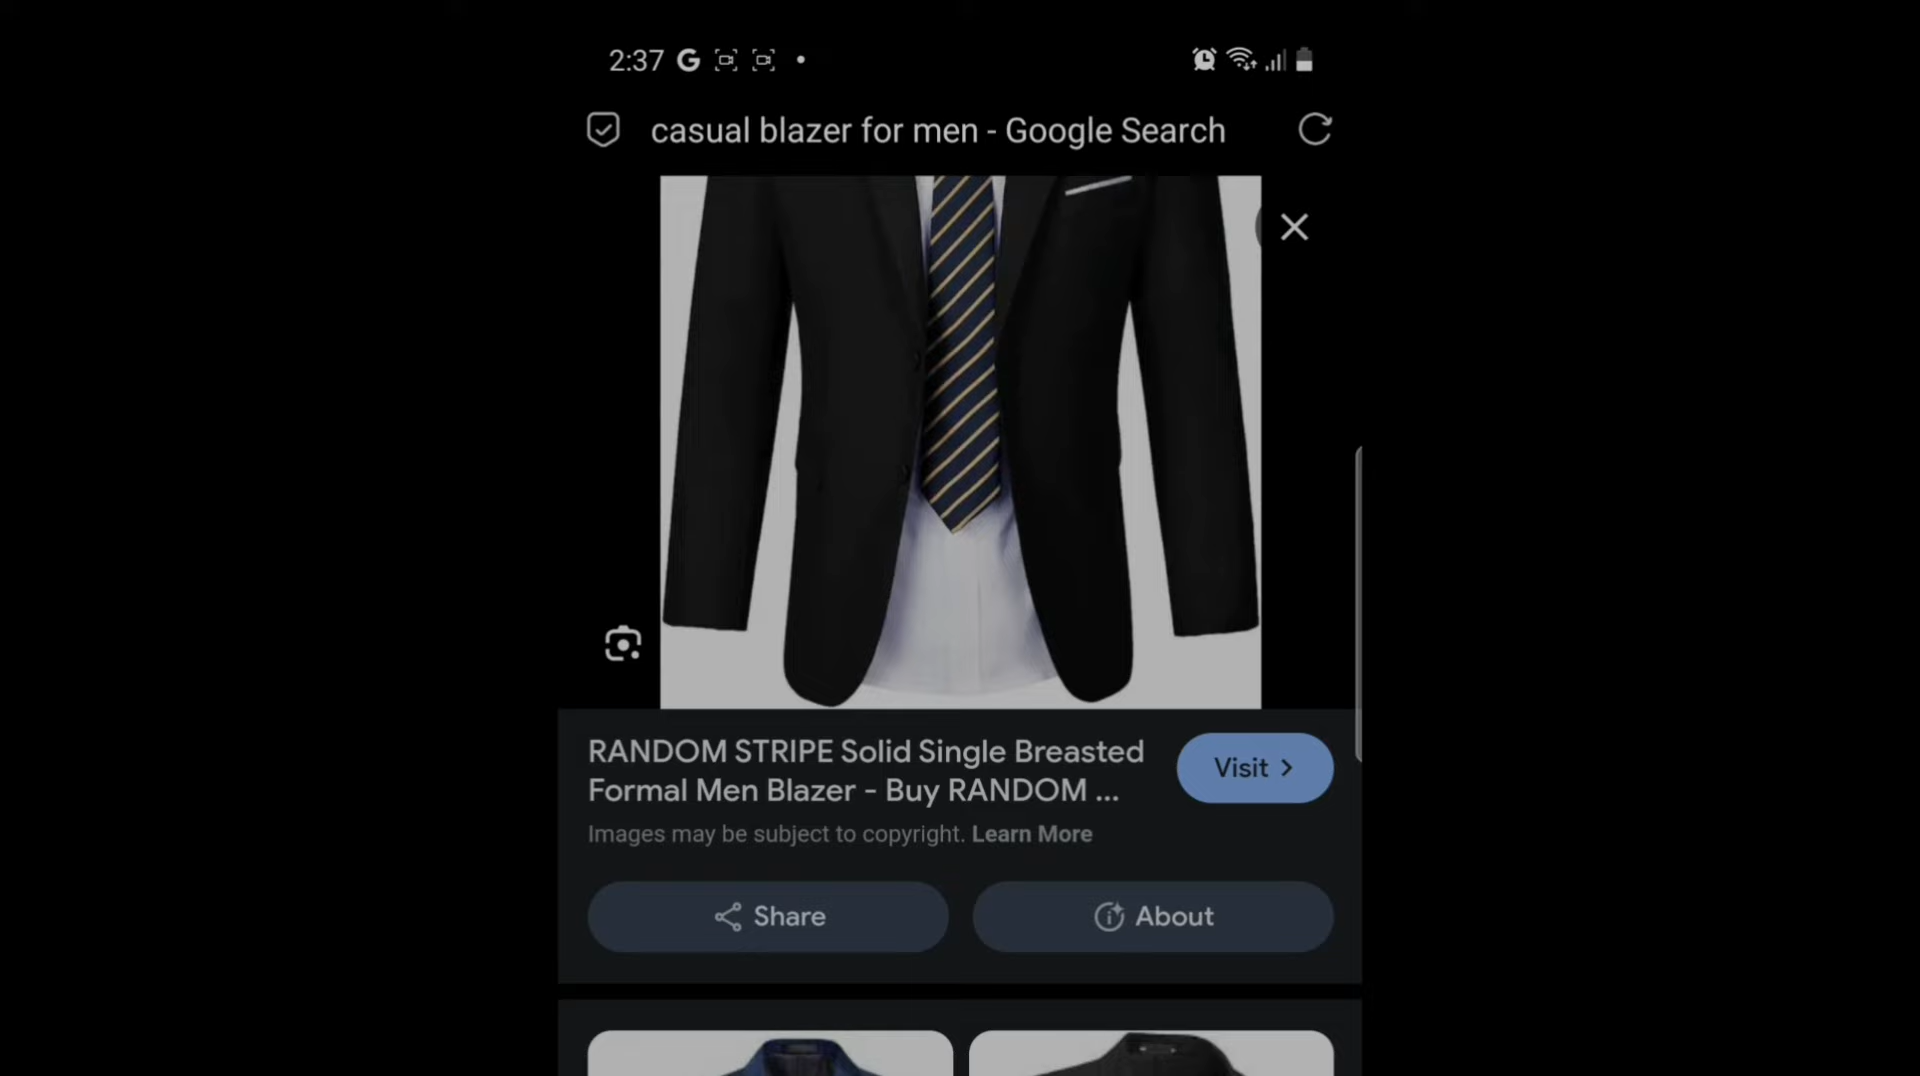 2:37
casual blazer for men - Google Search
RANDOM STRIPE Solid Single Breasted
Formal Men Blazer - Buy RANDOM ...
Visit
Images may be subject to copyright. Learn More
Share
About